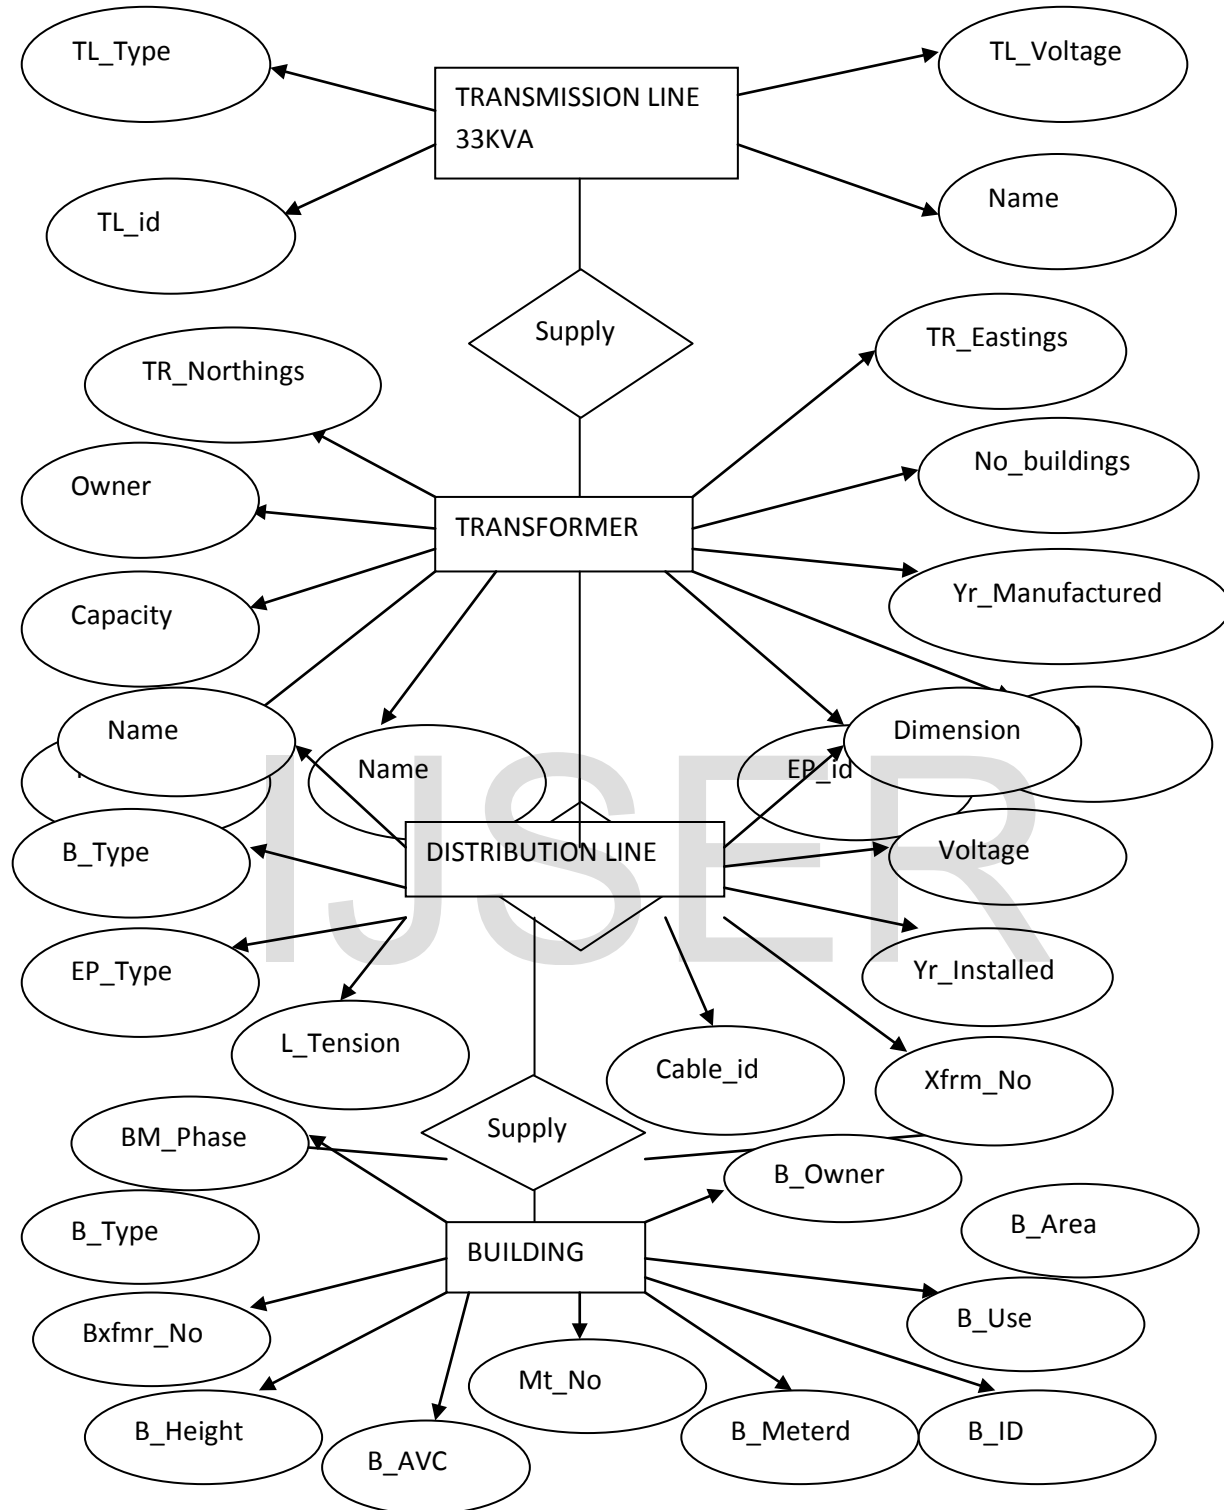 TL_Type
TL_Voltage
TRANSMISSION LINE
33KVA
Name
TL_id
Supply
TR_Eastings
TR_Northings
No_buildings
Owner
TRANSFORMER
Yr_Manufactured
Capacity
Name
Dimension
Name
EP_id
B_Type
DISTRIBUTION LINE
Voltage
IJSER
EP_Type
Yr_Installed
L_Tension
Cable_id
Xfrm_No
BM_Phase
Supply
B_Owner
B_Type
B_Area
BUILDING
Bxfmr_No
B_Use
Mt_No
B_Height
B_AVC
B_Meterd
B_ID